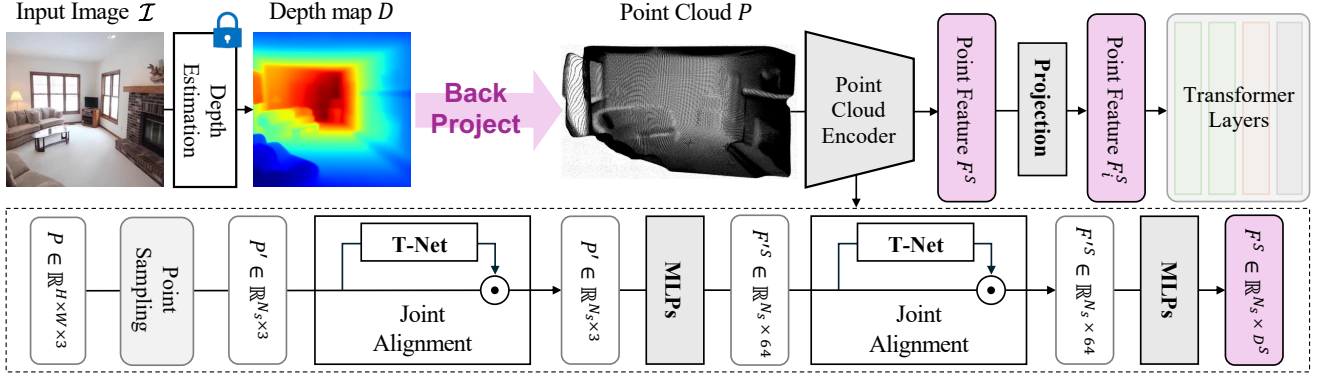 Input Image 𝓘
Depth map D
Point Cloud P
Depth
Estimation
Back
Project
Point
Cloud
Encoder
Point Feature F^S
Projection
Point Feature F_i^S
Transformer
Layers
P ∈ ℝ^{H×W×3}
Point
Sampling
P′ ∈ ℝ^{N_s×3}
T-Net
Joint
Alignment
P′ ∈ ℝ^{N_s×3}
MLPs
F′^S ∈ ℝ^{N_s×64}
T-Net
Joint
Alignment
F′^S ∈ ℝ^{N_s×64}
MLPs
F^S ∈ ℝ^{N_s×D^S}